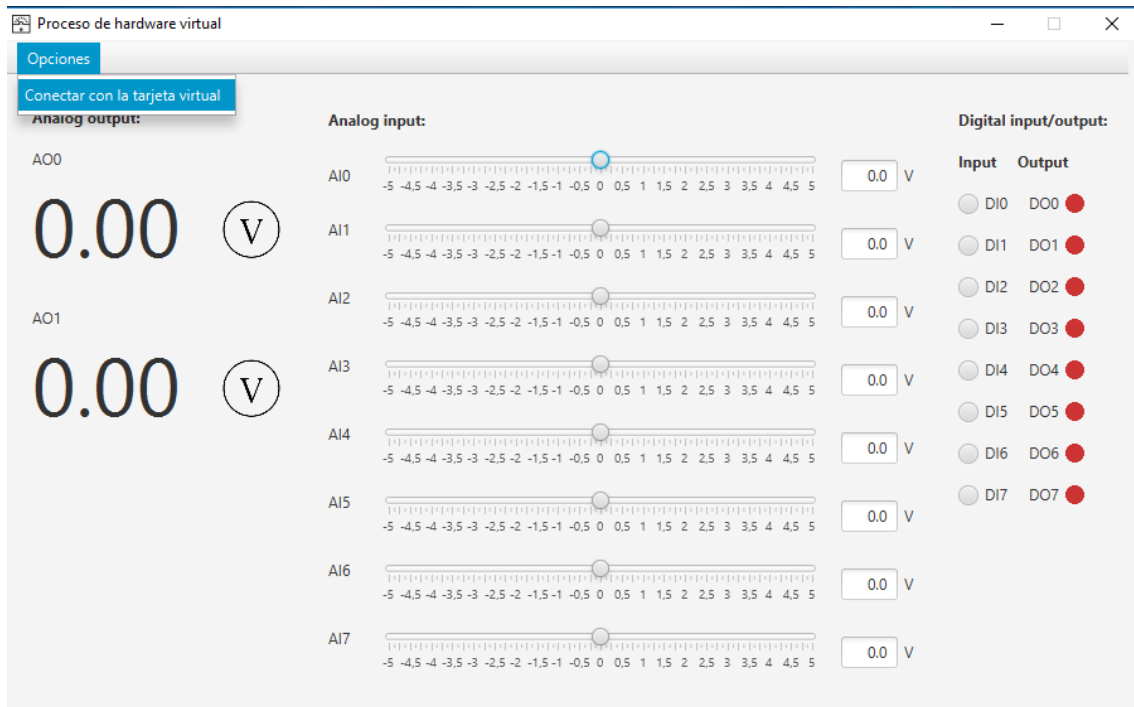 Proceso de hardware virtual
Opciones
Conectar con la tarjeta virtual
Analog output:
Analog input:
Digital input/output:
AO0
0.00 V
AO1
0.00 V
AI0
-5 -4,5 -4 -3,5 -3 -2,5 -2 -1,5 -1 -0,5 0 0,5 1 1,5 2 2,5 3 3,5 4 4,5 5
0.0 V
AI1
-5 -4,5 -4 -3,5 -3 -2,5 -2 -1,5 -1 -0,5 0 0,5 1 1,5 2 2,5 3 3,5 4 4,5 5
0.0 V
AI2
-5 -4,5 -4 -3,5 -3 -2,5 -2 -1,5 -1 -0,5 0 0,5 1 1,5 2 2,5 3 3,5 4 4,5 5
0.0 V
AI3
-5 -4,5 -4 -3,5 -3 -2,5 -2 -1,5 -1 -0,5 0 0,5 1 1,5 2 2,5 3 3,5 4 4,5 5
0.0 V
AI4
-5 -4,5 -4 -3,5 -3 -2,5 -2 -1,5 -1 -0,5 0 0,5 1 1,5 2 2,5 3 3,5 4 4,5 5
0.0 V
AI5
-5 -4,5 -4 -3,5 -3 -2,5 -2 -1,5 -1 -0,5 0 0,5 1 1,5 2 2,5 3 3,5 4 4,5 5
0.0 V
AI6
-5 -4,5 -4 -3,5 -3 -2,5 -2 -1,5 -1 -0,5 0 0,5 1 1,5 2 2,5 3 3,5 4 4,5 5
0.0 V
AI7
-5 -4,5 -4 -3,5 -3 -2,5 -2 -1,5 -1 -0,5 0 0,5 1 1,5 2 2,5 3 3,5 4 4,5 5
0.0 V
Input Output
DI0 DO0
DI1 DO1
DI2 DO2
DI3 DO3
DI4 DO4
DI5 DO5
DI6 DO6
DI7 DO7